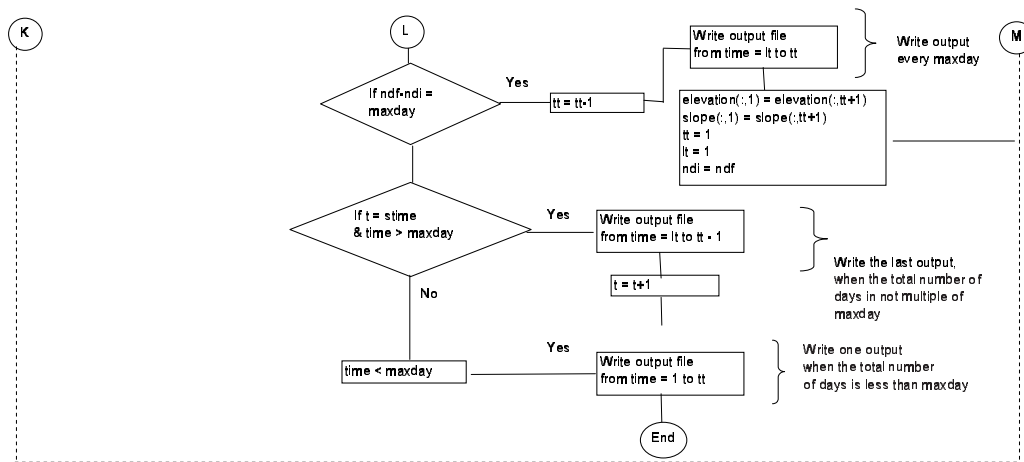 K
L
M
If ndf-ndi =
maxday
Yes
tt = tt-1
Write output file
from time = lt to tt
Write output
every maxday
elevation(:,1) = elevation(:,tt+1)
slope(:,1) = slope(:,tt+1)
tt = 1
lt = 1
ndi = ndf
If t = stime
& time > maxday
Yes
Write output file
from time = lt to tt - 1
t = t+1
Write the last output,
when the total number of
days in not multiple of
maxday
No
time < maxday
Yes
Write output file
from time = 1 to tt
Write one output
when the total number
of days is less than maxday
End